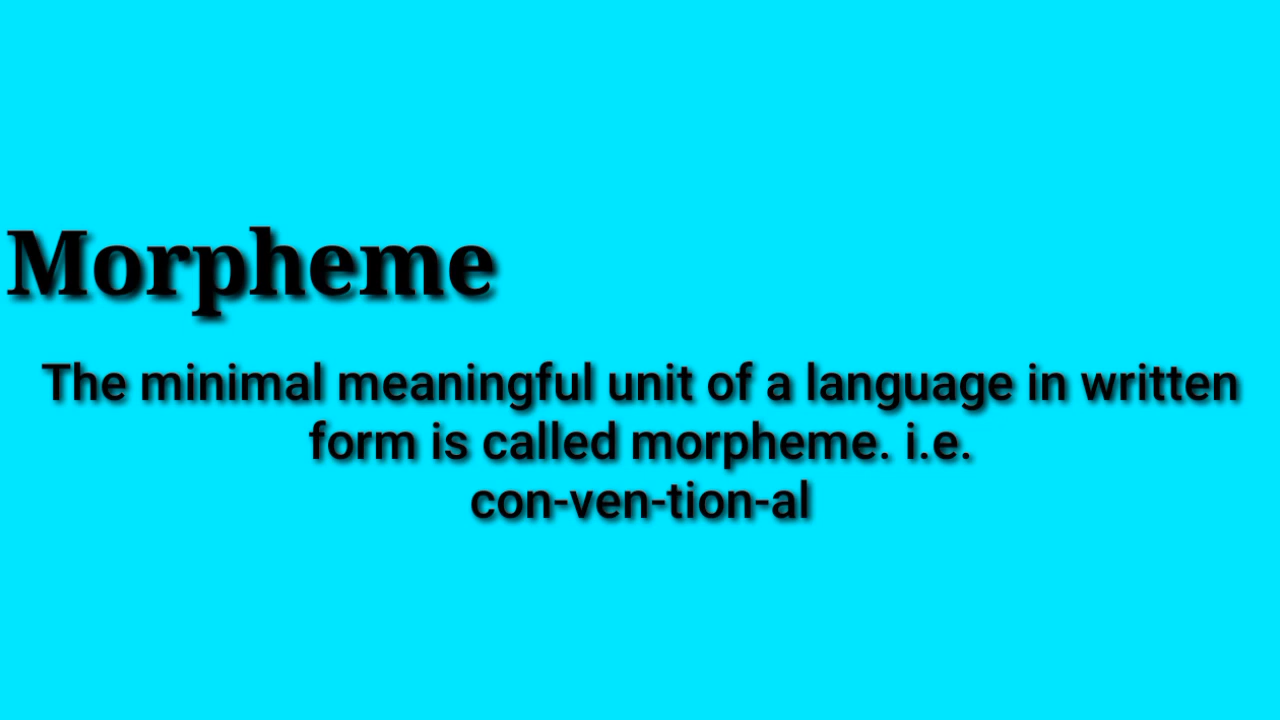 Morpheme
The minimal meaningful unit of a language in written
form is called morpheme. i.e.
con-ven-tion-al